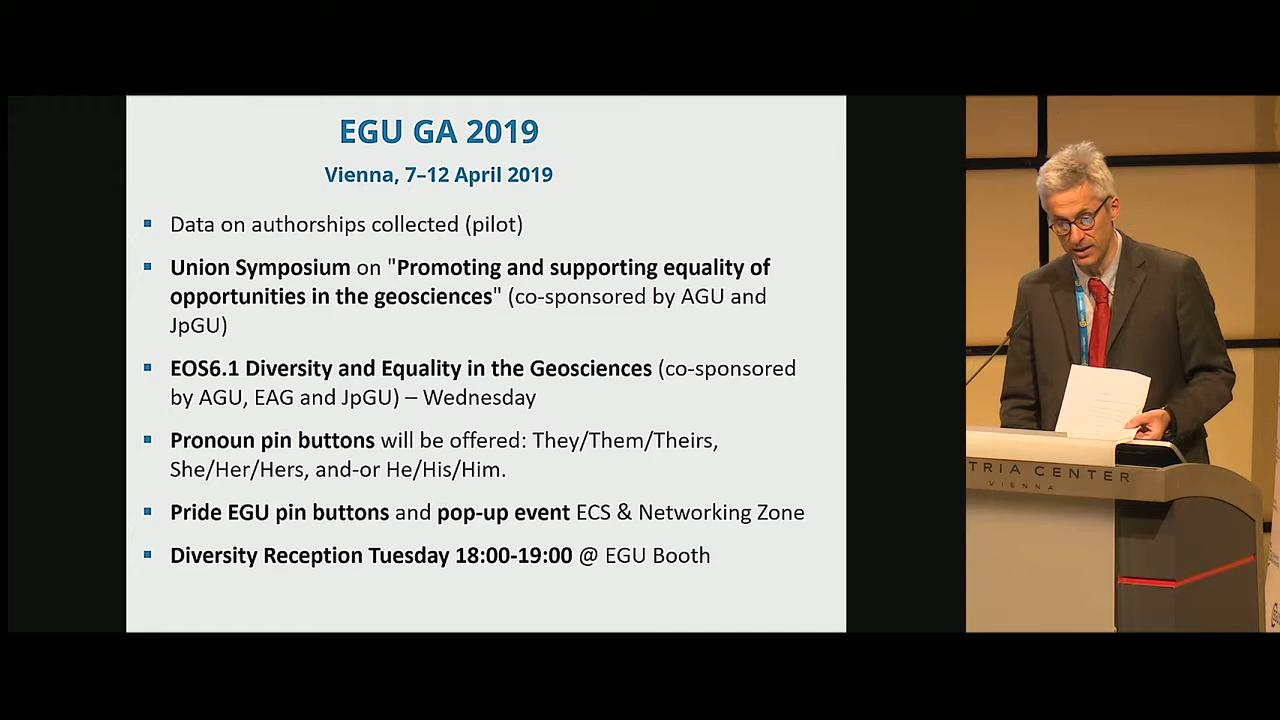 EGU GA 2019
Vienna, 7–12 April 2019
▪ Data on authorships collected (pilot)
▪ Union Symposium on "Promoting and supporting equality of
opportunities in the geosciences" (co-sponsored by AGU and
JpGU)
▪ EOS6.1 Diversity and Equality in the Geosciences (co-sponsored
by AGU, EAG and JpGU) – Wednesday
▪ Pronoun pin buttons will be offered: They/Them/Theirs,
She/Her/Hers, and-or He/His/Him.
▪ Pride EGU pin buttons and pop-up event ECS & Networking Zone
▪ Diversity Reception Tuesday 18:00-19:00 @ EGU Booth
TRIA CENTER
VIENNA